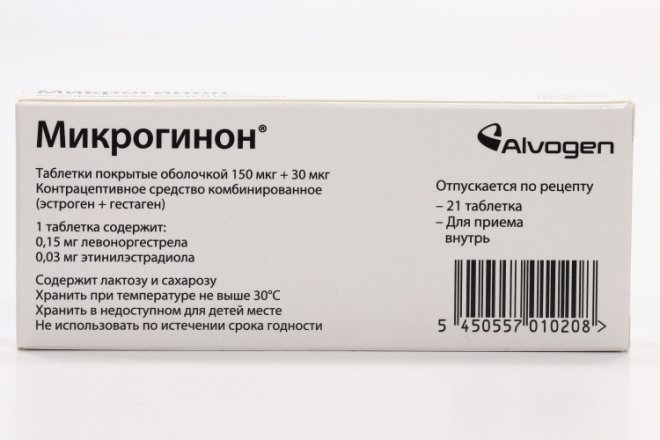 Микрогинон
Микрогинон®
Таблетки покрытые оболочкой 150 мкг + 30 мкг
Контрацептивное средство комбинированное
(эстроген + гестаген)
1 таблетка содержит:
0,15 мг левоноргестрела
0,03 мг этинилэстрадиола
Содержит лактозу и сахарозу
Хранить при температуре не выше 30°C
Хранить в недоступном для детей месте
Не использовать по истечении срока годности
Alvogen
Отпускается по рецепту
– 21 таблетка
– Для приема
внутрь
5 450557 010208 >